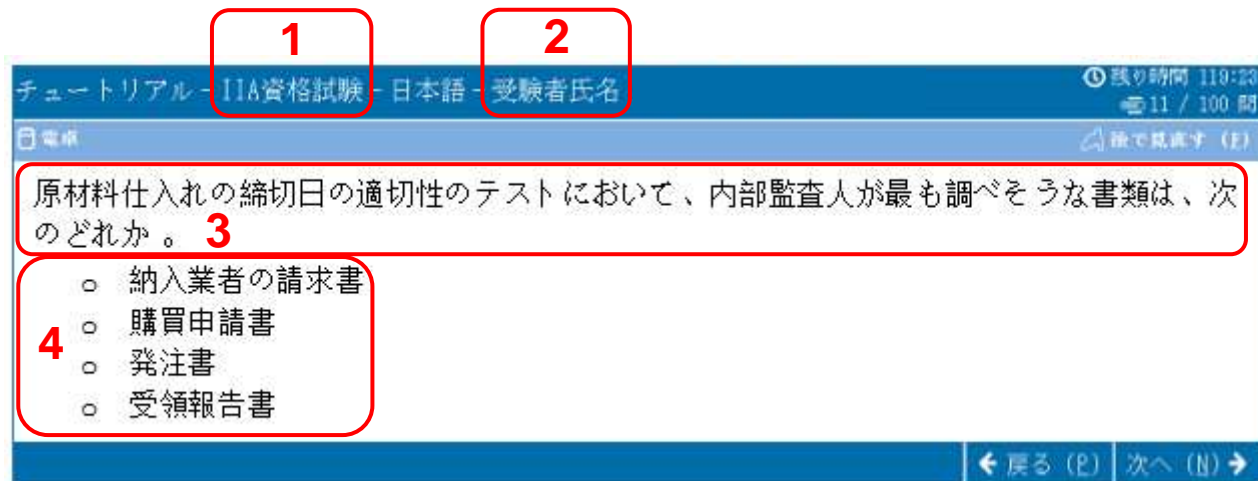 1
2
チュートリアル - IIA資格試験 - 日本語 - 受験者氏名
残り時間 119:23
11 / 100 問
電卓
後で見直す (F)
原材料仕入れの締切日の適切性のテストにおいて、内部監査人が最も調べそうな書類は、次
のどれか。
3
納入業者の請求書
購買申請書
4
発注書
受領報告書
戻る (P)
次へ (N)